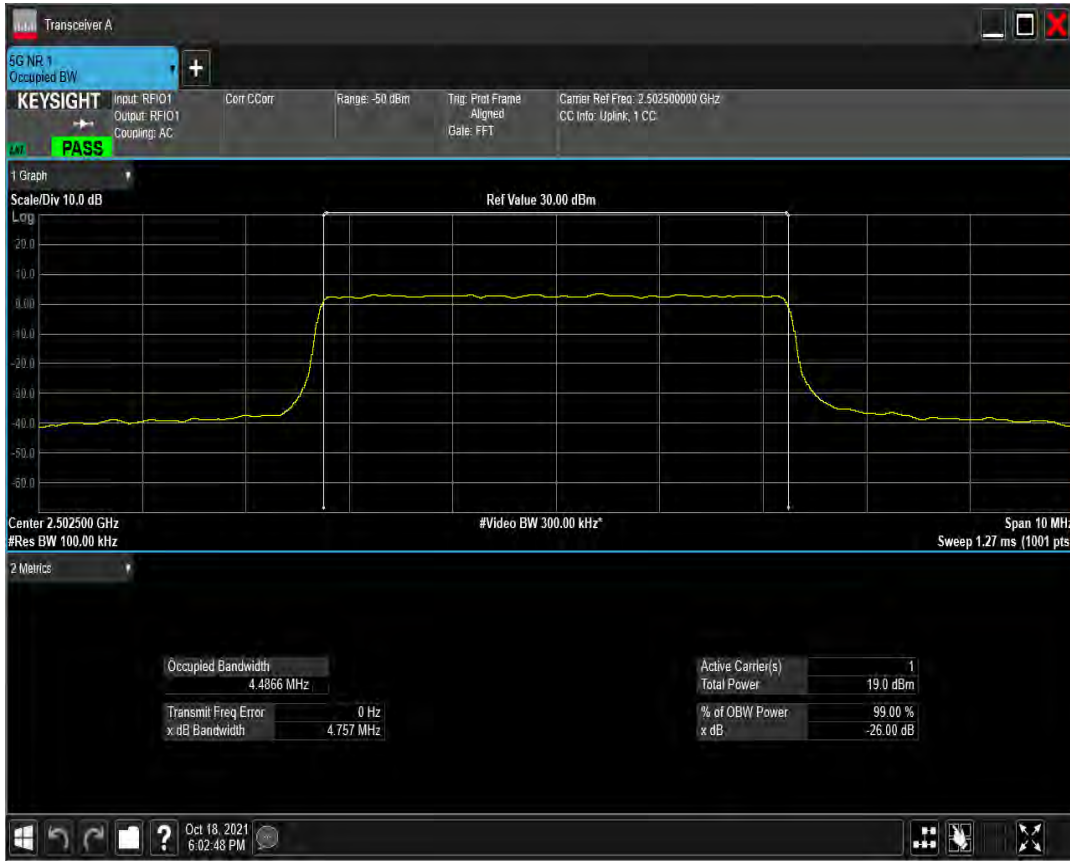 Transceiver A
5G NR 1
Occupied BW
+
KEYSIGHT
Input: RFIO1
Output: RFIO1
Coupling: AC
Corr CCorr
Range: -50 dBm
Trig: Prot Frame
Aligned
Gate: FFT
Carrier Ref Freq: 2.502500000 GHz
CC Info: Uplink, 1 CC
PASS
1 Graph
Scale/Div 10.0 dB
Ref Value 30.00 dBm
Log
20.0
10.0
0.00
-10.0
-20.0
-30.0
-40.0
-50.0
-60.0
Center 2.502500 GHz
#Video BW 300.00 kHz*
Span 10 MHz
#Res BW 100.00 kHz
Sweep 1.27 ms (1001 pts
2 Metrics
Occupied Bandwidth
4.4866 MHz
Transmit Freq Error 0 Hz
x dB Bandwidth 4.757 MHz
Active Carrier(s) 1
Total Power 19.0 dBm
% of OBW Power 99.00 %
x dB -26.00 dB
?
Oct 18, 2021
6:02:48 PM